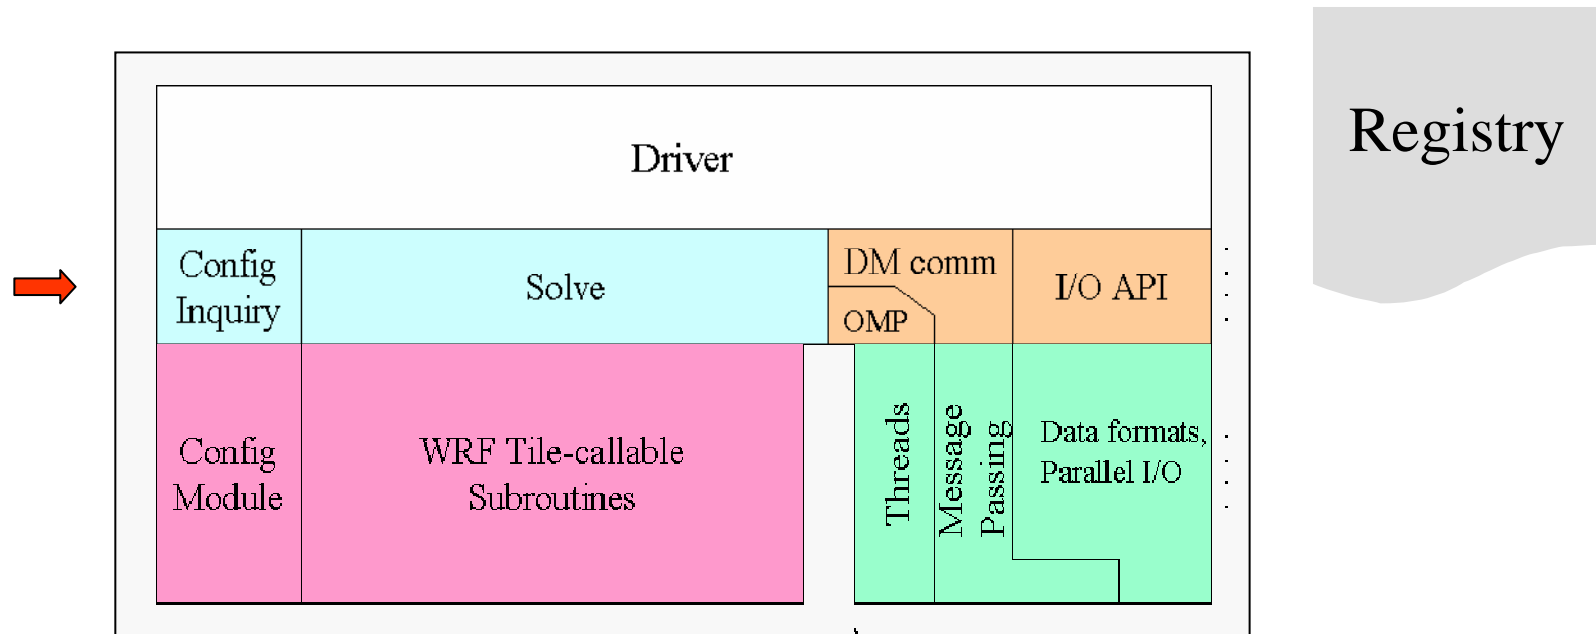 Registry
Driver
Config
Inquiry
Solve
DM comm
OMP
I/O API
Config
Module
WRF Tile-callable
Subroutines
Threads
Message
Passing
Data formats,
Parallel I/O